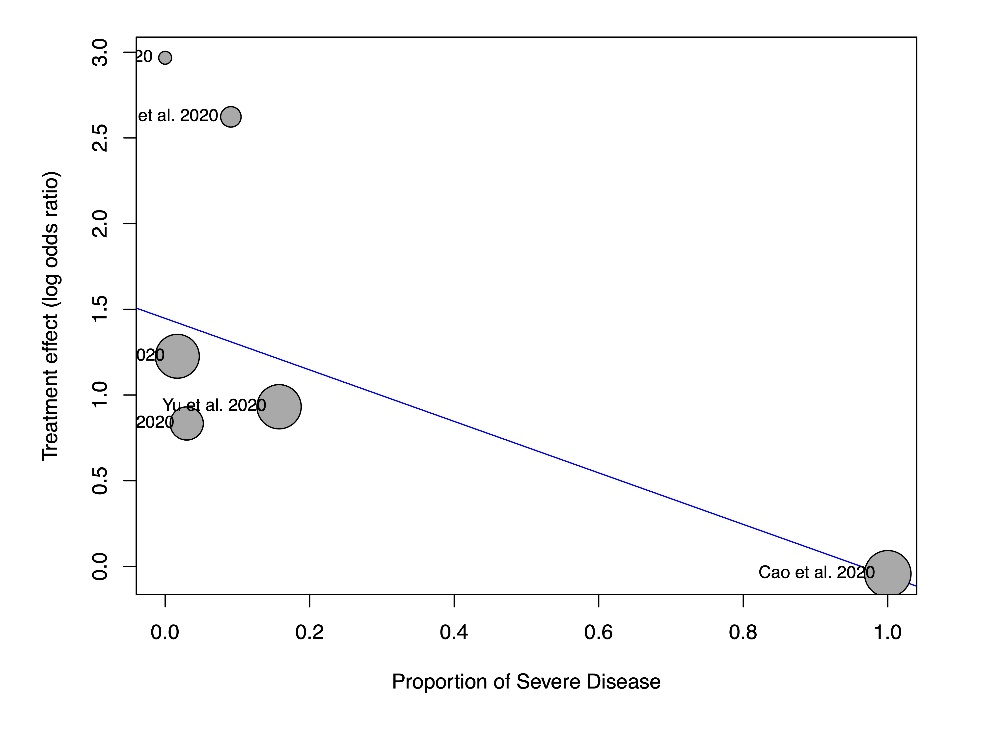 3.0
20
et al. 2020
2.5
2.0
1.5
020
1.0
Yu et al. 2020
2020
0.5
0.0
Cao et al. 2020
Treatment effect (log odds ratio)
0.0 0.2 0.4 0.6 0.8 1.0
Proportion of Severe Disease